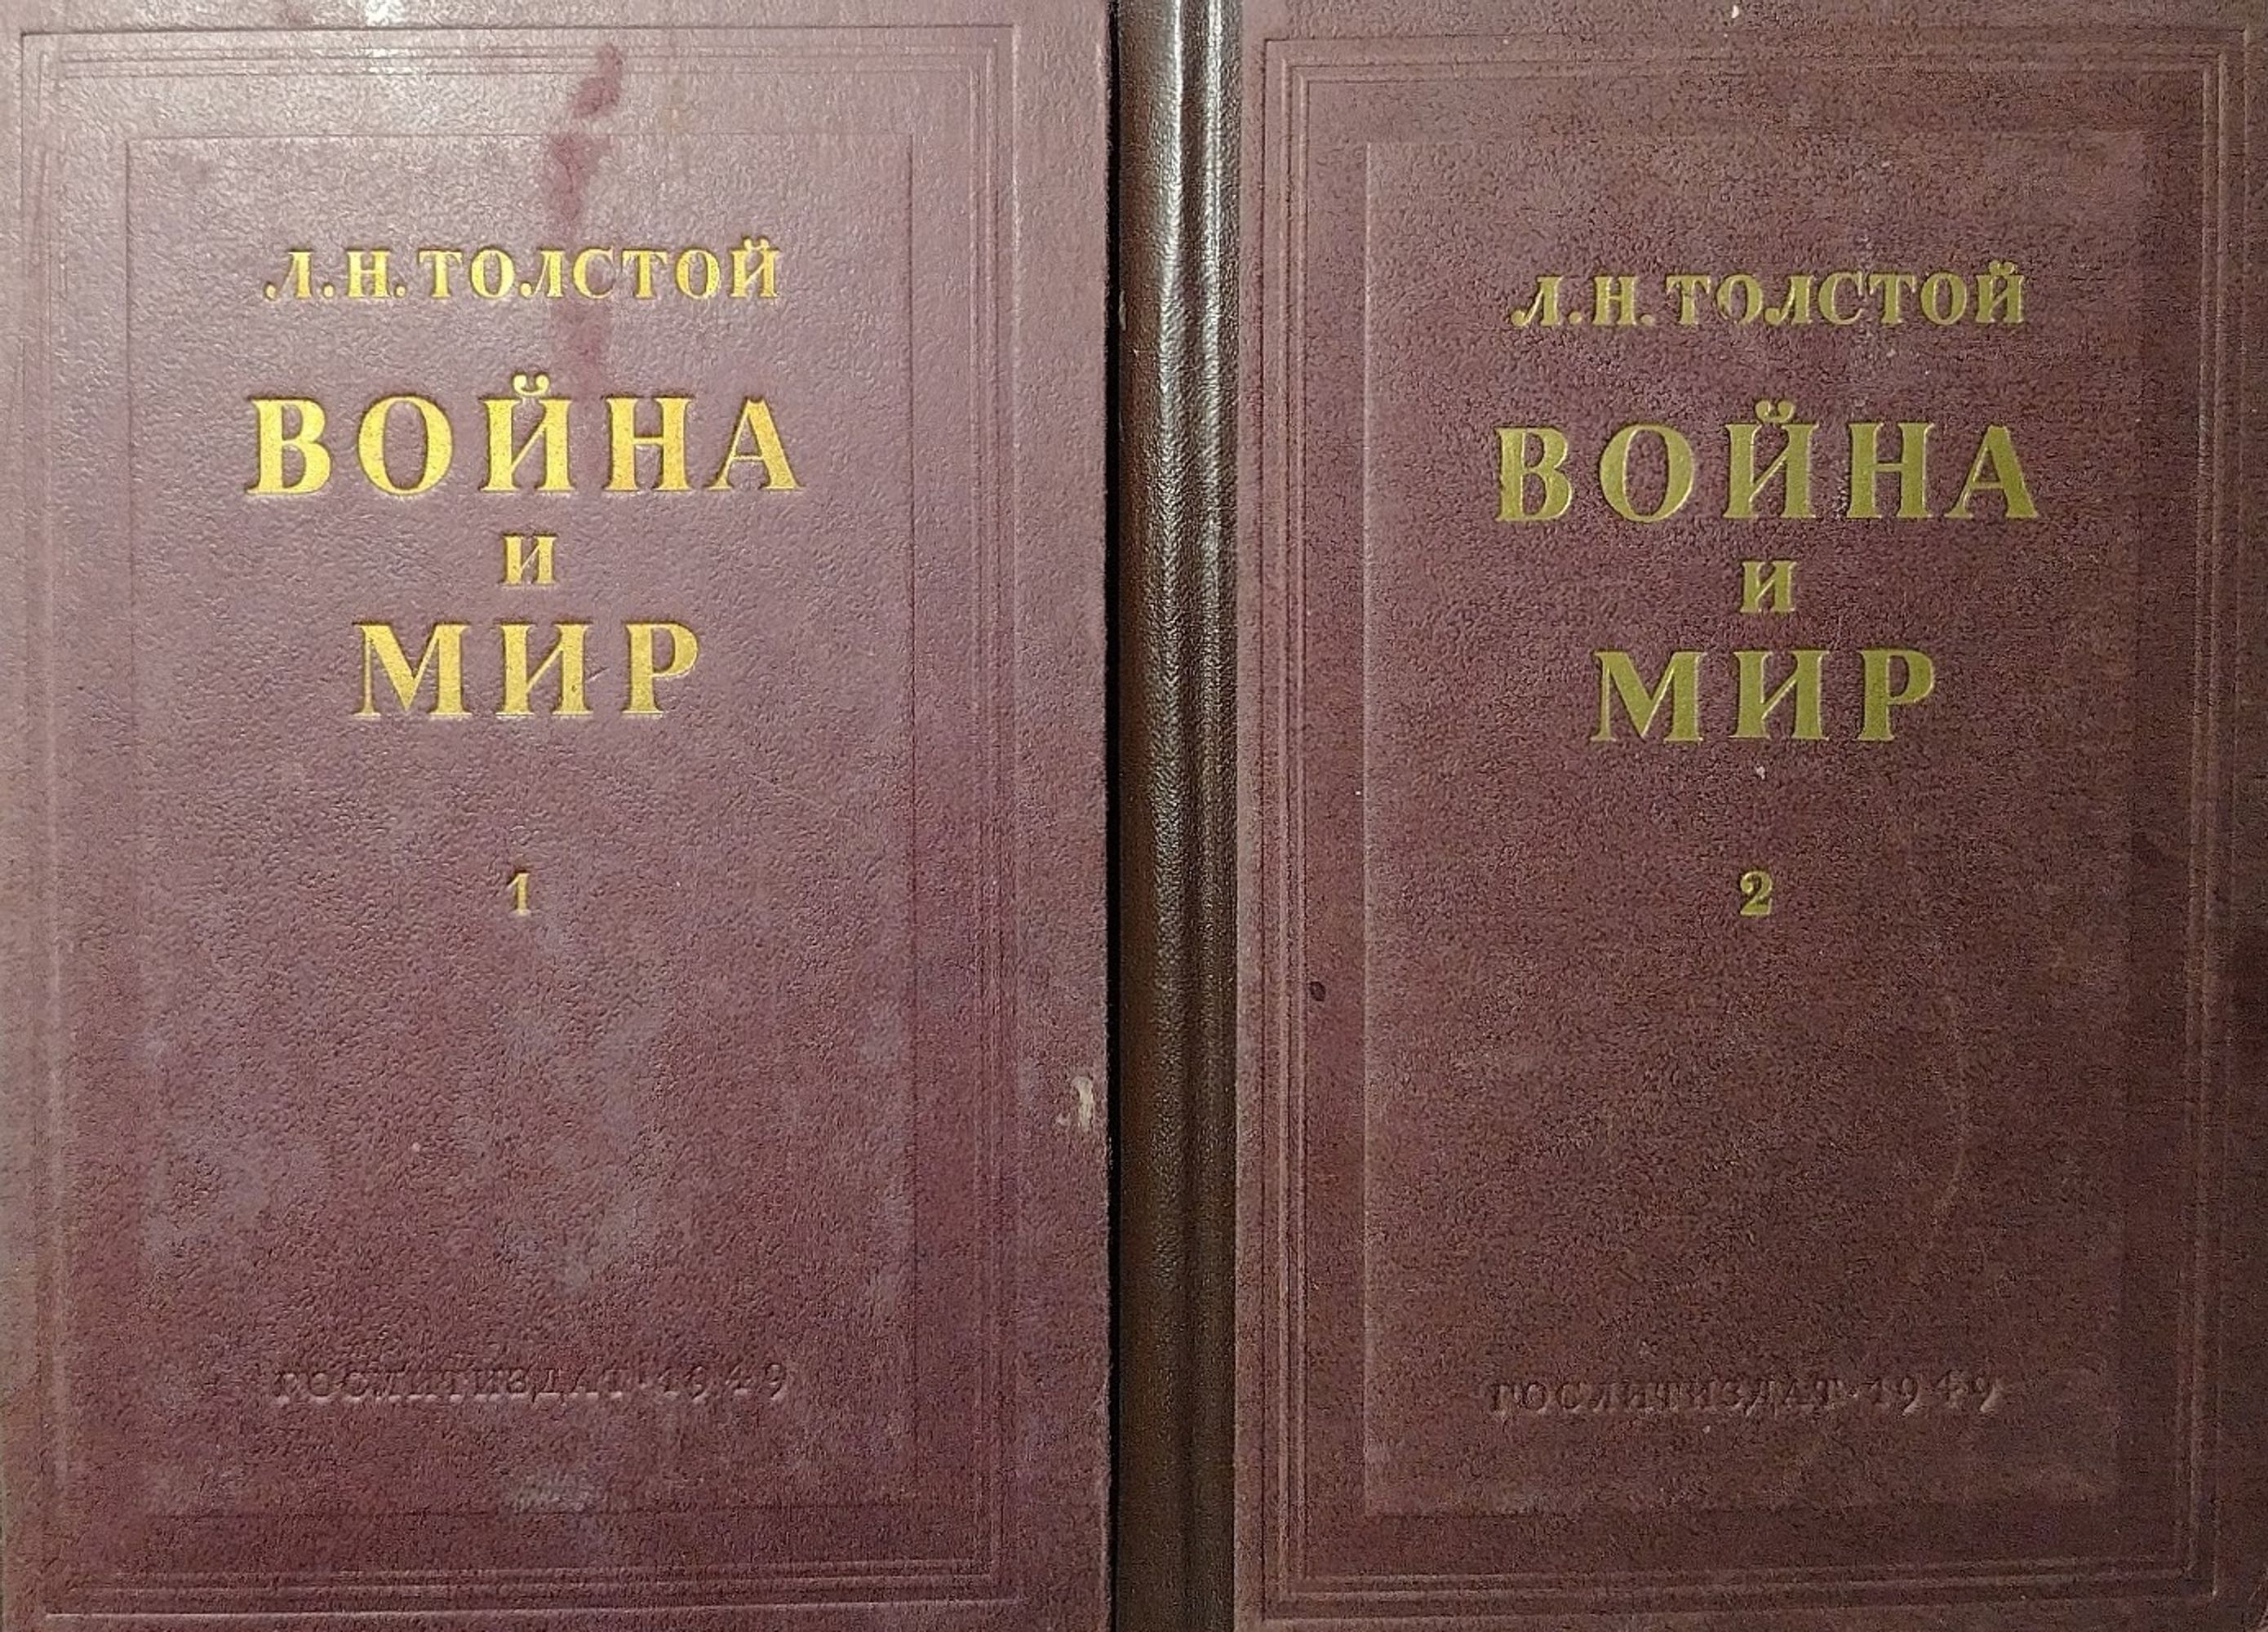 Л.Н.ТОЛСТОЙ
ВОЙНА
И
МИР
1
ГОСЛИТИЗДАТ·1949
Л.Н.ТОЛСТОЙ
ВОЙНА
И
МИР
2
ГОСЛИТИЗДАТ·1949